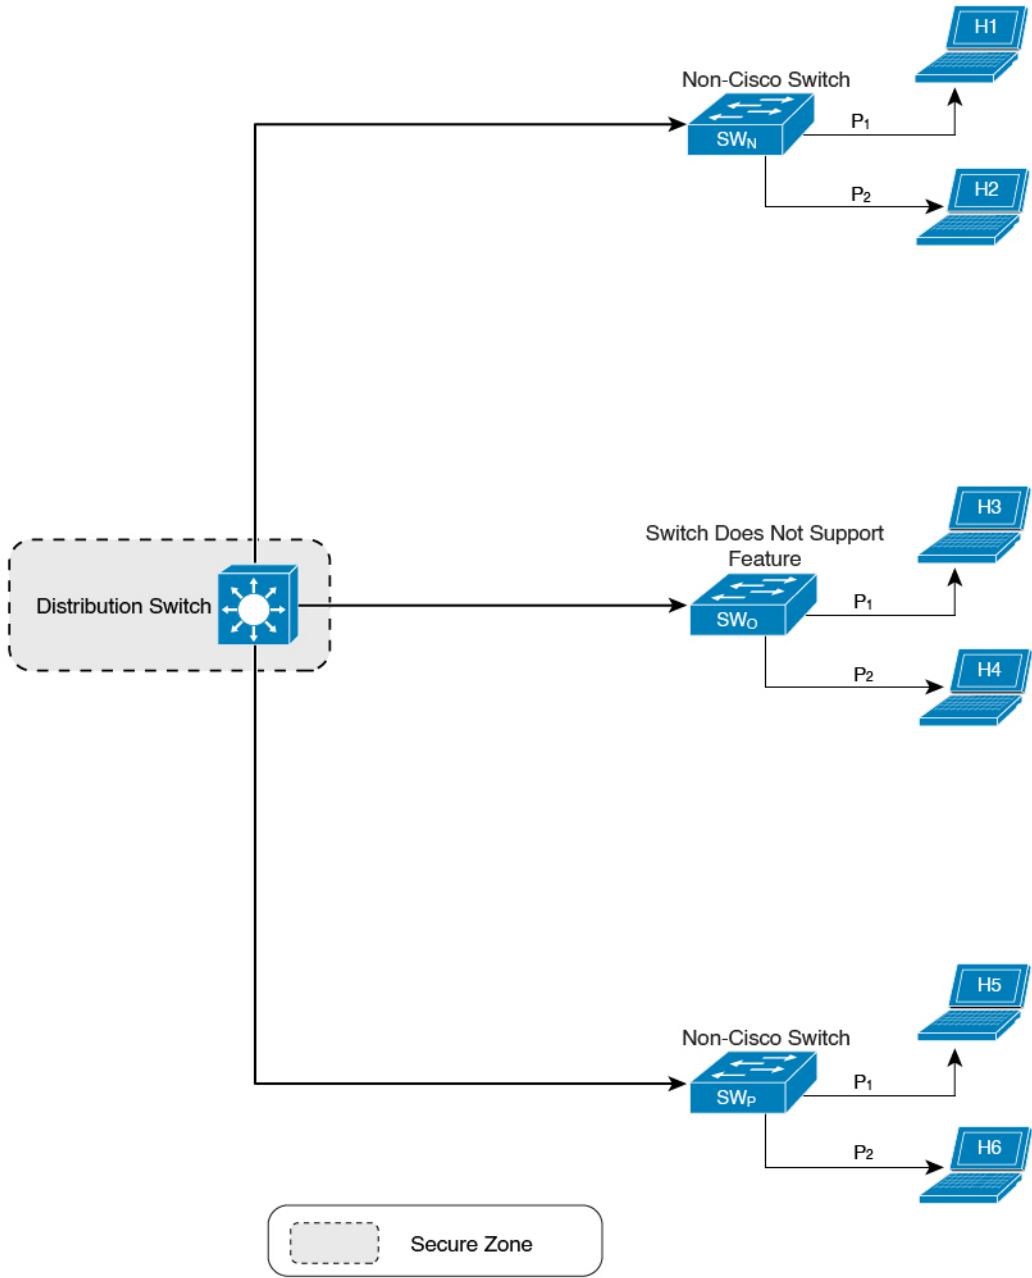 H1
Non-Cisco Switch
SWN
P1
H2
P2
H3
Switch Does Not Support
Feature
SWO
P1
Distribution Switch
H4
P2
H5
Non-Cisco Switch
SWP
P1
H6
P2
Secure Zone